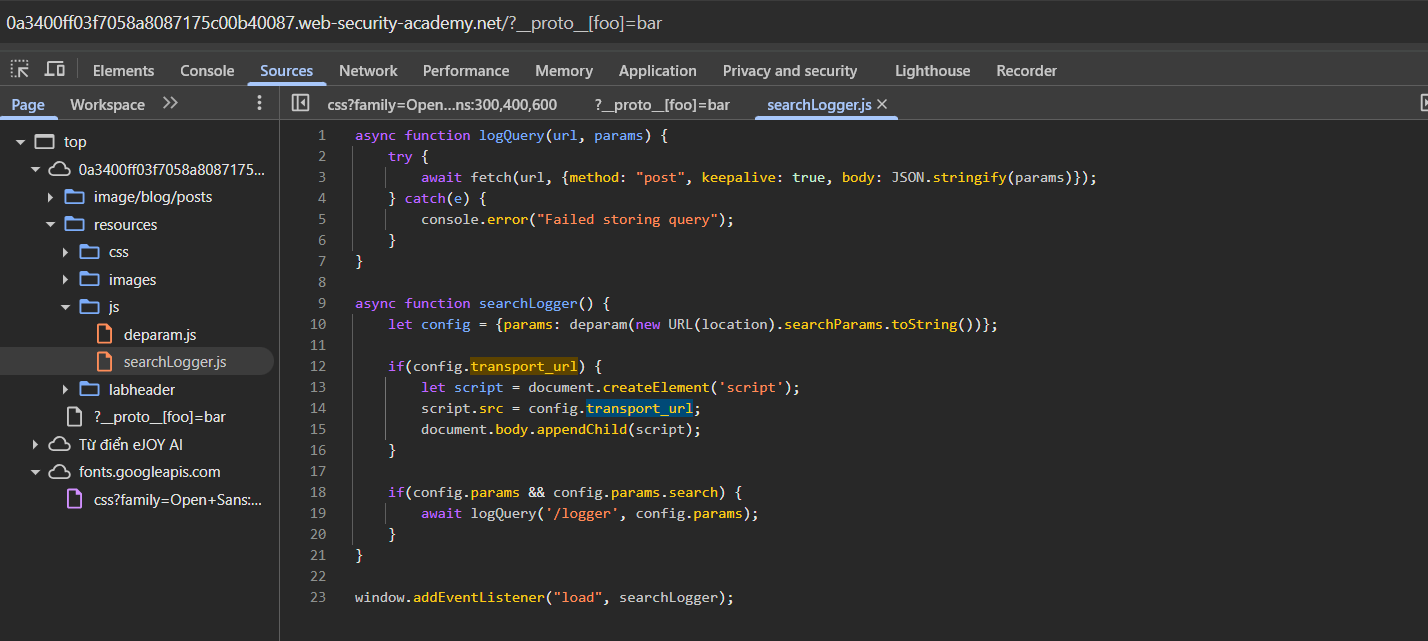 0a3400ff03f7058a8087175c00b40087.web-security-academy.net/?__proto__[foo]=bar
Elements Console Sources Network Performance Memory Application Privacy and security Lighthouse Recorder
Page Workspace css?family=Open...ns:300,400,600 ?__proto__[foo]=bar searchLogger.js
top
0a3400ff03f7058a8087175...
image/blog/posts
resources
css
images
js
deparam.js
searchLogger.js
labheader
?__proto__[foo]=bar
Từ điển eJOY AI
fonts.googleapis.com
css?family=Open+Sans:...
1 async function logQuery(url, params) {
2     try {
3         await fetch(url, {method: "post", keepalive: true, body: JSON.stringify(params)});
4     } catch(e) {
5         console.error("Failed storing query");
6     }
7 }
8
9 async function searchLogger() {
10     let config = {params: deparam(new URL(location).searchParams.toString())};
11
12     if(config.transport_url) {
13         let script = document.createElement('script');
14         script.src = config.transport_url;
15         document.body.appendChild(script);
16     }
17
18     if(config.params && config.params.search) {
19         await logQuery('/logger', config.params);
20     }
21 }
22
23 window.addEventListener("load", searchLogger);